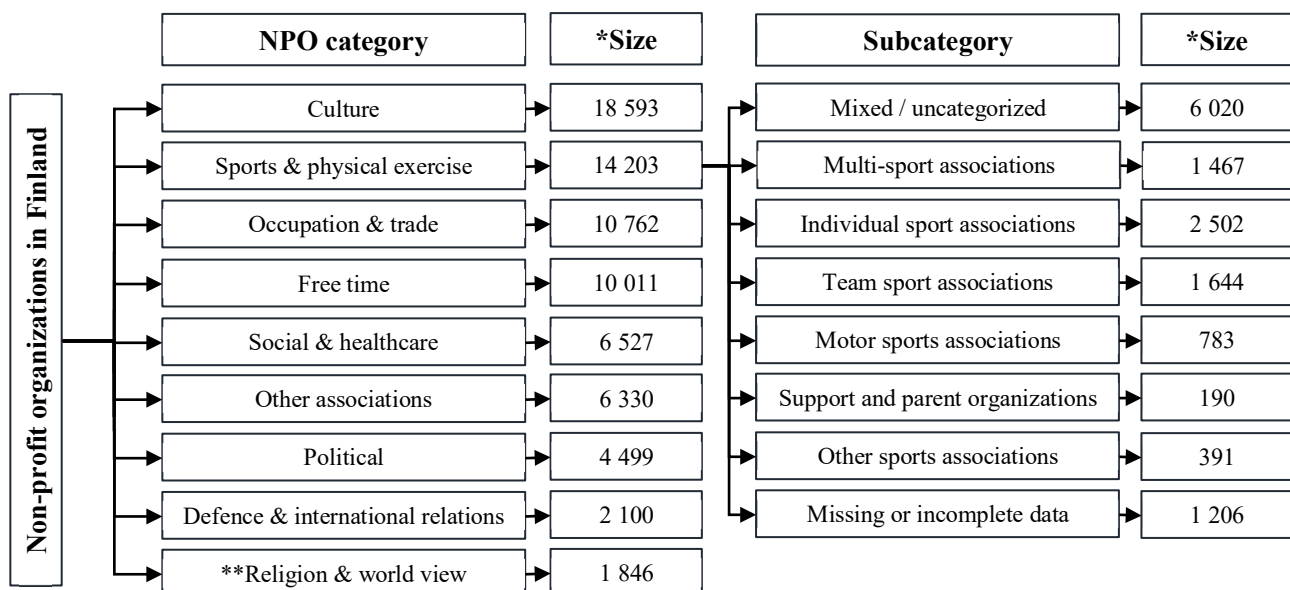 NPO category *Size Subcategory *Size
Non-profit organizations in Finland
Culture 18 593 Mixed / uncategorized 6 020
Sports & physical exercise 14 203 Multi-sport associations 1 467
Occupation & trade 10 762 Individual sport associations 2 502
Free time 10 011 Team sport associations 1 644
Social & healthcare 6 527 Motor sports associations 783
Other associations 6 330 Support and parent organizations 190
Political 4 499 Other sports associations 391
Defence & international relations 2 100 Missing or incomplete data 1 206
**Religion & world view 1 846